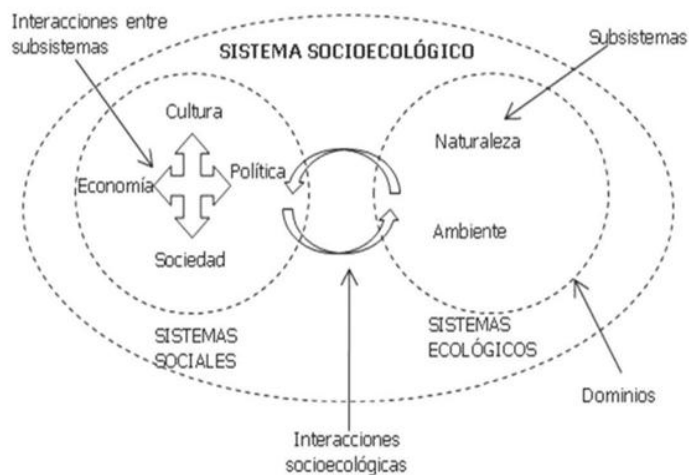 Interacciones entre
subsistemas
SISTEMA SOCIOECOLÓGICO
Subsistemas
Cultura
Naturaleza
Política
Economía
Ambiente
Sociedad
SISTEMAS
SOCIALES
SISTEMAS
ECOLÓGICOS
Dominios
Interacciones
socioecológicas